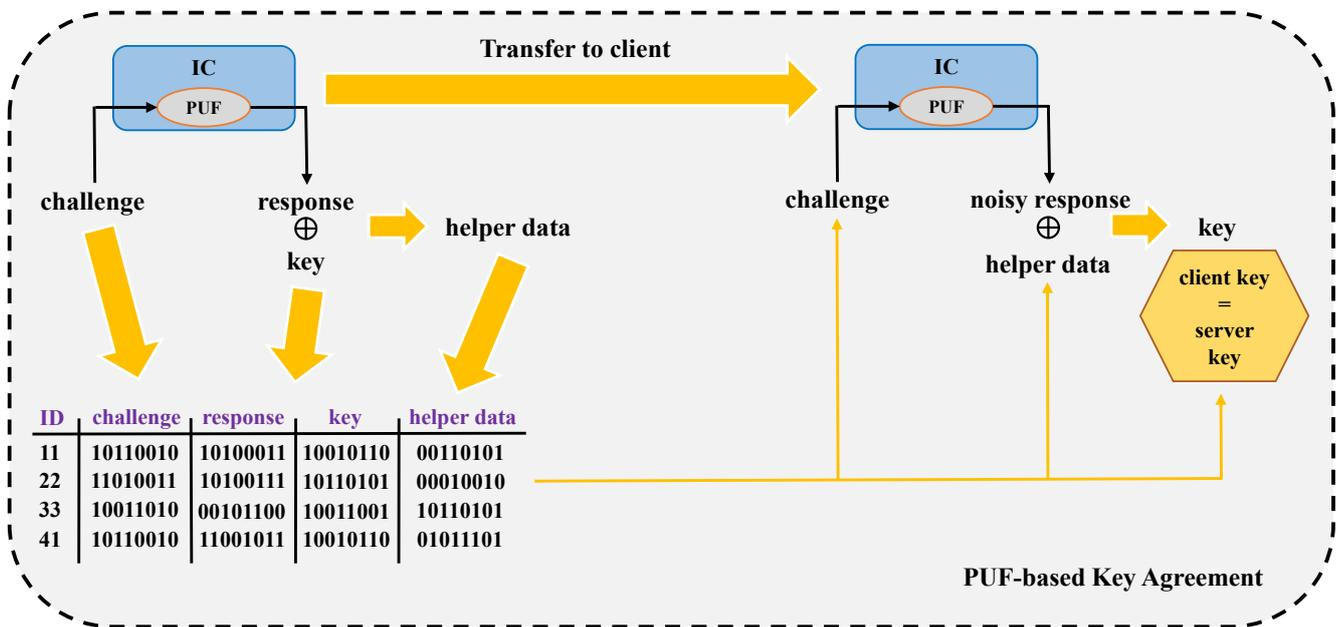 Transfer to client
IC
PUF
challenge
response
⊕
key
helper data
IC
PUF
challenge
noisy response
⊕
helper data
key
client key
=
server
key
ID challenge response key helper data
11 10110010 10100011 10010110 00110101
22 11010011 10100111 10110101 00010010
33 10011010 00101100 10011001 10110101
41 10110010 11001011 10010110 01011101
PUF-based Key Agreement